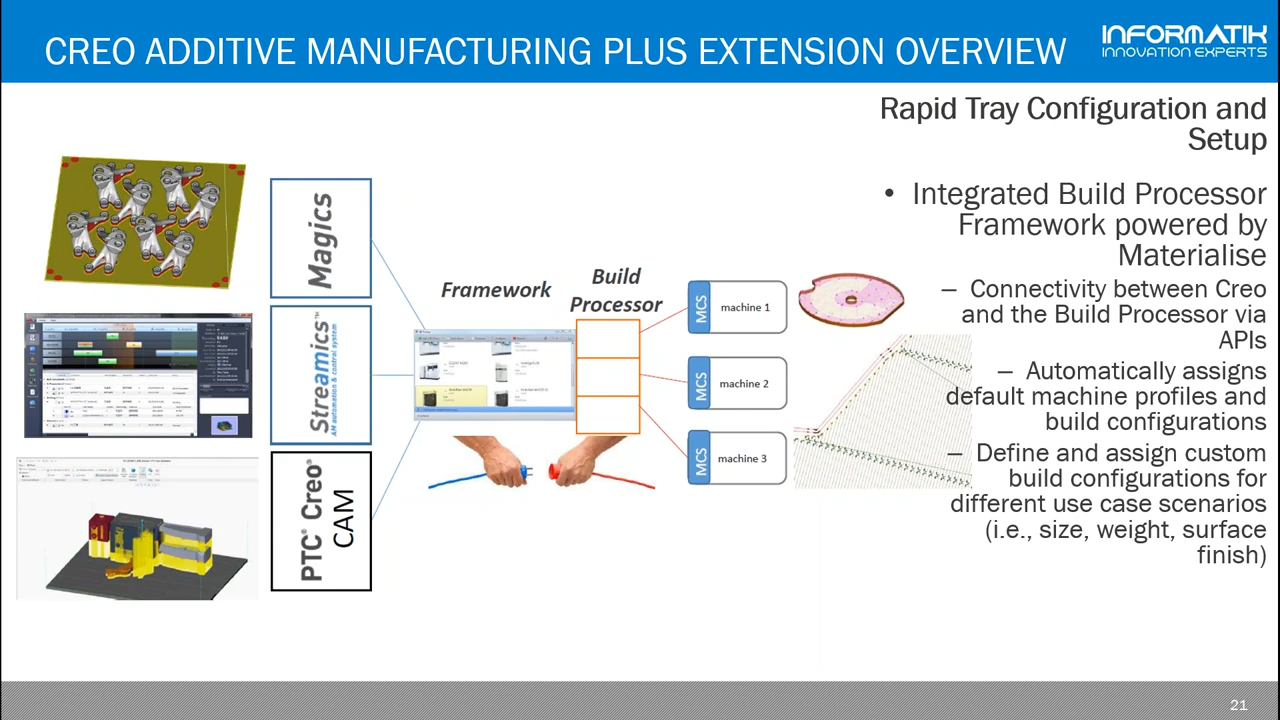 CREO ADDITIVE MANUFACTURING PLUS EXTENSION OVERVIEW
INFORMATIK
INNOVATION EXPERTS
Rapid Tray Configuration and
Setup
• Integrated Build Processor
Framework powered by
Materialise
– Connectivity between Creo
and the Build Processor via
APIs
– Automatically assigns
default machine profiles and
build configurations
– Define and assign custom
build configurations for
different use case scenarios
(i.e., size, weight, surface
finish)
Magics
Streamics™
AM automation & control system
PTC® Creo®
CAM
Framework
Build
Processor
MCS
machine 1
MCS
machine 2
MCS
machine 3
21